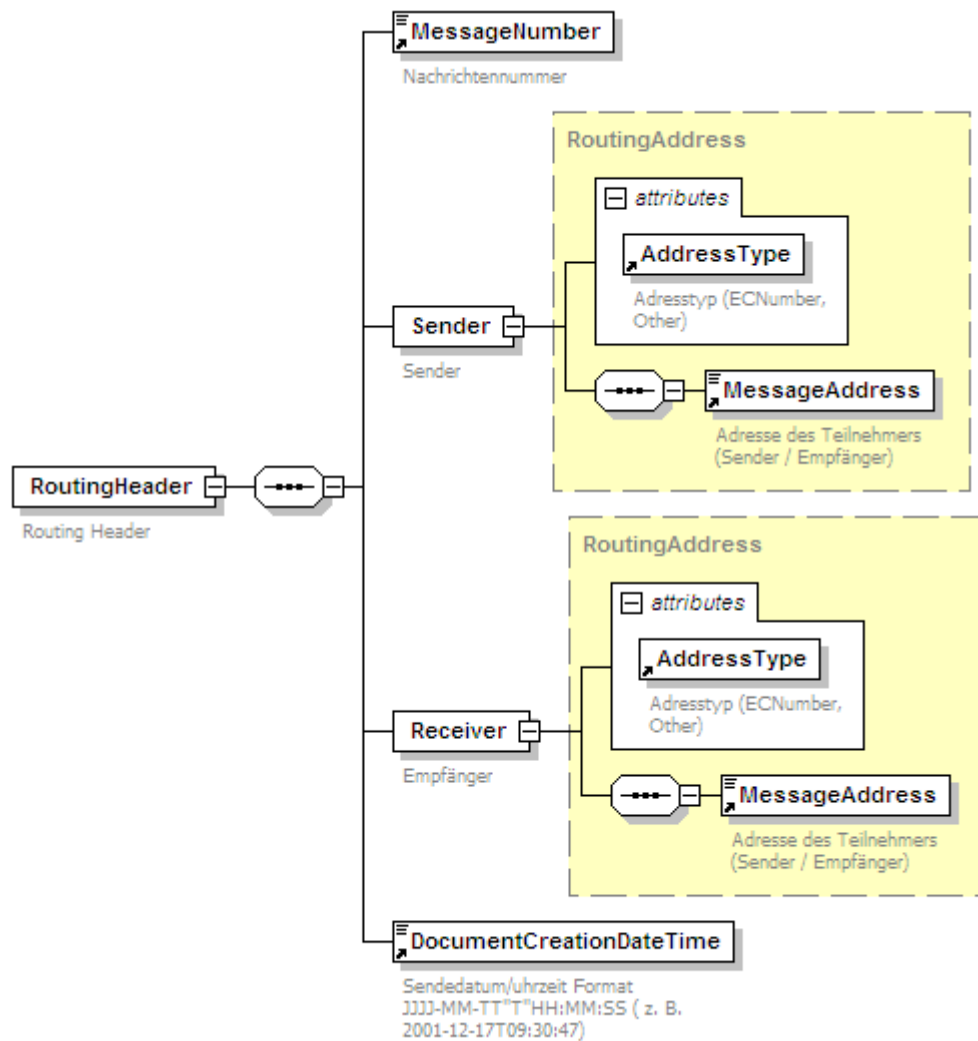 MessageNumber
Nachrichtennummer
RoutingAddress
attributes
AddressType
Adresstyp (ECNumber,
Other)
Sender
Sender
MessageAddress
Adresse des Teilnehmers
(Sender / Empfänger)
RoutingHeader
Routing Header
RoutingAddress
attributes
AddressType
Adresstyp (ECNumber,
Other)
Receiver
Empfänger
MessageAddress
Adresse des Teilnehmers
(Sender / Empfänger)
DocumentCreationDateTime
Sendedatum/uhrzeit Format
JJJJ-MM-TT"T"HH:MM:SS ( z. B.
2001-12-17T09:30:47)